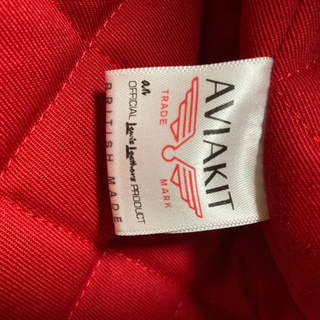 AVIAKIT
TRADE MARK
an
OFFICIAL Lewis Leathers PRODUCT
BRITISH MADE